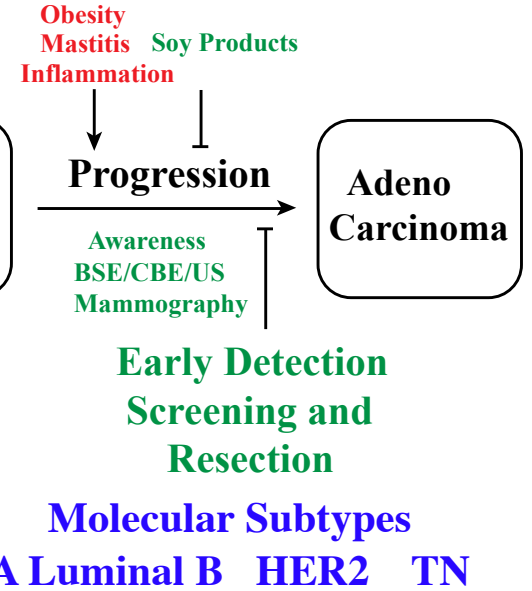 Obesity
Mastitis Soy Products
Inflammation
Progression
Adeno
Carcinoma
Awareness
BSE/CBE/US
Mammography
Early Detection
Screening and
Resection
Molecular Subtypes
A Luminal B HER2 TN